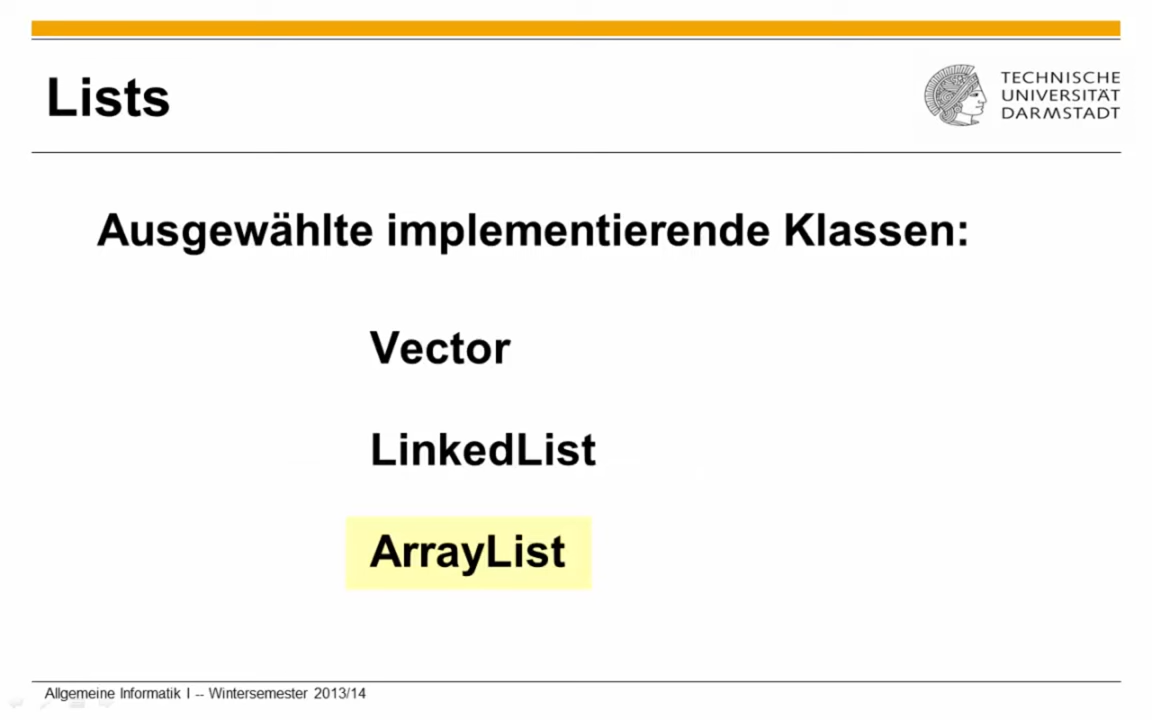 Lists
TECHNISCHE
UNIVERSITÄT
DARMSTADT
Ausgewählte implementierende Klassen:
Vector
LinkedList
ArrayList
Allgemeine Informatik I -- Wintersemester 2013/14